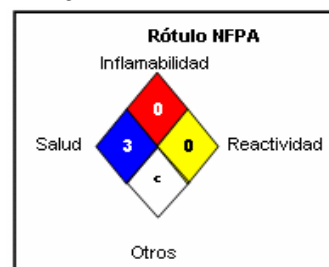 Rótulo NFPA
Inflamabilidad
0
Salud 3 0 Reactividad
c
Otros